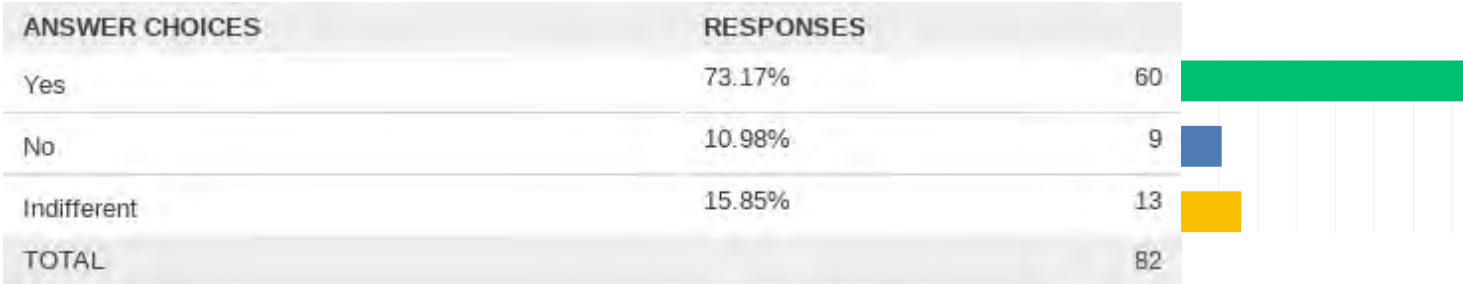 ANSWER CHOICES RESPONSES
Yes 73.17% 60
No 10.98% 9
Indifferent 15.85% 13
TOTAL 82